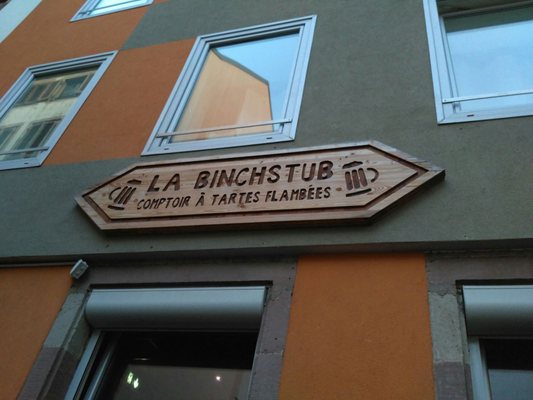 LA BINCHSTUB
COMPTOIR À TARTES FLAMBÉES